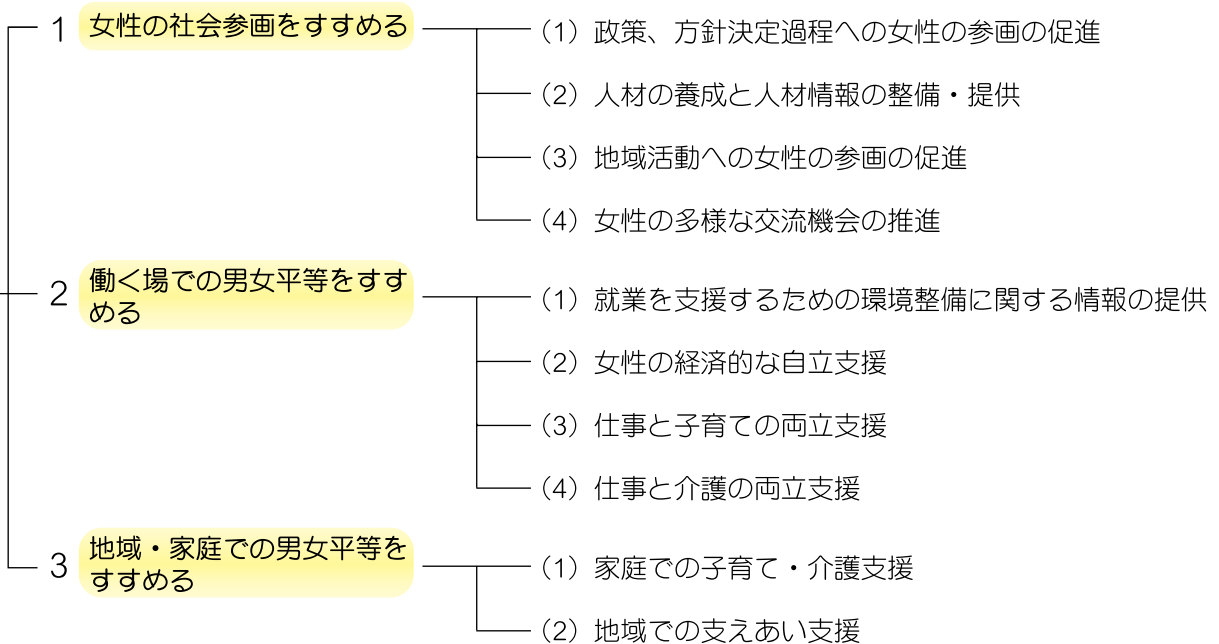 1 女性の社会参画をすすめる
（1）政策、方針決定過程への女性の参画の促進
（2）人材の養成と人材情報の整備・提供
（3）地域活動への女性の参画の促進
（4）女性の多様な交流機会の推進
2 働く場での男女平等をすす
める
（1）就業を支援するための環境整備に関する情報の提供
（2）女性の経済的な自立支援
（3）仕事と子育ての両立支援
（4）仕事と介護の両立支援
3 地域・家庭での男女平等を
すすめる
（1）家庭での子育て・介護支援
（2）地域での支えあい支援